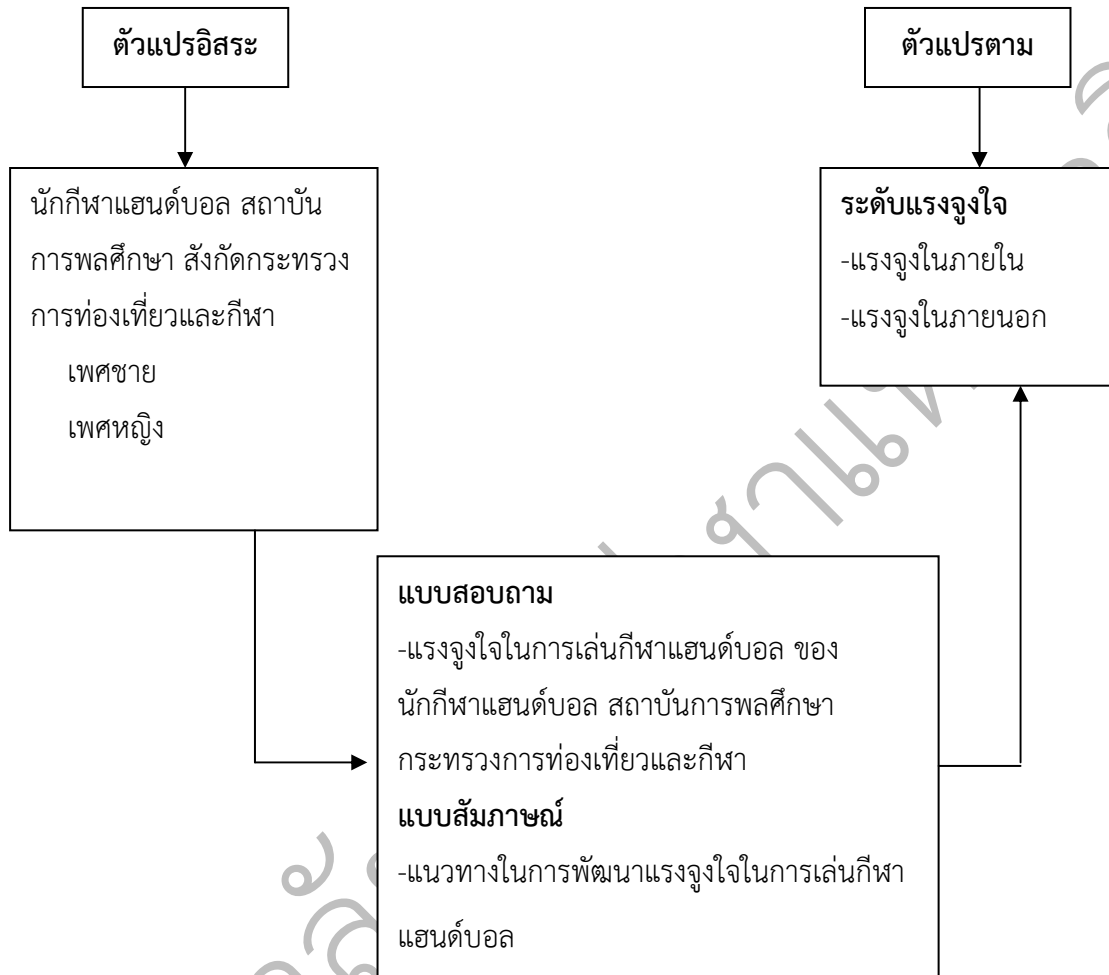 ตัวแปรอิสระ
ตัวแปรตาม
นักกีฬาแฮนด์บอล สถาบัน
การพลศึกษา สังกัดกระทรวง
การท่องเที่ยวและกีฬา
เพศชาย
เพศหญิง
ระดับแรงจูงใจ
-แรงจูงในภายใน
-แรงจูงในภายนอก
แบบสอบถาม
-แรงจูงใจในการเล่นกีฬาแฮนด์บอล ของ
นักกีฬาแฮนด์บอล สถาบันการพลศึกษา
กระทรวงการท่องเที่ยวและกีฬา
แบบสัมภาษณ์
-แนวทางในการพัฒนาแรงจูงใจในการเล่นกีฬา
แฮนด์บอล